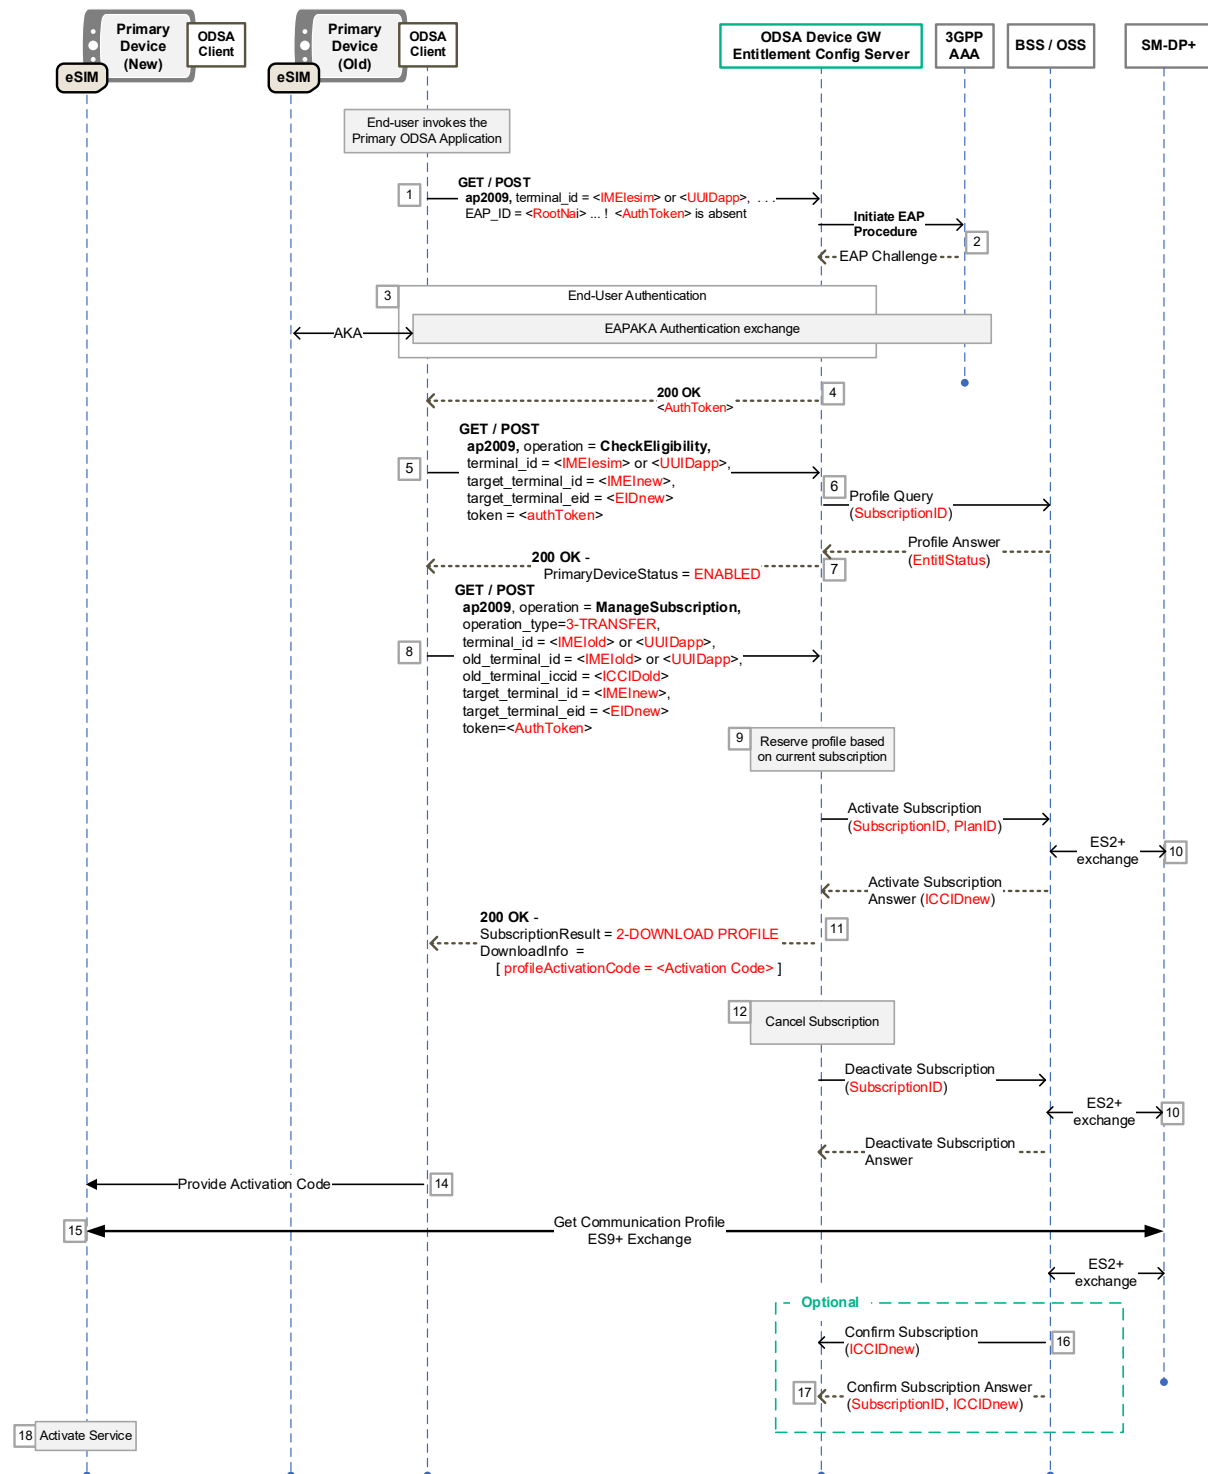 Primary
Device
(New)
ODSA
Client
eSIM
Primary
Device
(Old)
ODSA
Client
eSIM
ODSA Device GW
Entitlement Config Server
3GPP
AAA
BSS / OSS
SM-DP+
End-user invokes the
Primary ODSA Application
1
GET / POST
ap2009, terminal_id = <IMEIesim> or <UUIDapp>, . . .
EAP_ID = <RootNai> ... ! <AuthToken> is absent
Initiate EAP
Procedure
2
EAP Challenge
3
End-User Authentication
AKA
EAPAKA Authentication exchange
4
200 OK
<AuthToken>
GET / POST
ap2009, operation = CheckEligibility,
5
terminal_id = <IMEIesim> or <UUIDapp>,
target_terminal_id = <IMEInew>,
target_terminal_eid = <EIDnew>
token = <authToken>
6
Profile Query
(SubscriptionID)
Profile Answer
(EntitlStatus)
7
200 OK -
PrimaryDeviceStatus = ENABLED
GET / POST
ap2009, operation = ManageSubscription,
operation_type=3-TRANSFER,
terminal_id = <IMEIold> or <UUIDapp>,
8
old_terminal_id = <IMEIold> or <UUIDapp>,
old_terminal_iccid = <ICCIDold>
target_terminal_id = <IMEInew>,
target_terminal_eid = <EIDnew>
token=<AuthToken>
9
Reserve profile based
on current subscription
Activate Subscription
(SubscriptionID, PlanID)
ES2+
exchange
10
Activate Subscription
Answer (ICCIDnew)
11
200 OK -
SubscriptionResult = 2-DOWNLOAD PROFILE
DownloadInfo =
[ profileActivationCode = <Activation Code> ]
12
Cancel Subscription
Deactivate Subscription
(SubscriptionID)
ES2+
exchange
10
Deactivate Subscription
Answer
Provide Activation Code
14
15
Get Communication Profile
ES9+ Exchange
ES2+
exchange
Optional
Confirm Subscription
(ICCIDnew)
16
17
Confirm Subscription Answer
(SubscriptionID, ICCIDnew)
18
Activate Service